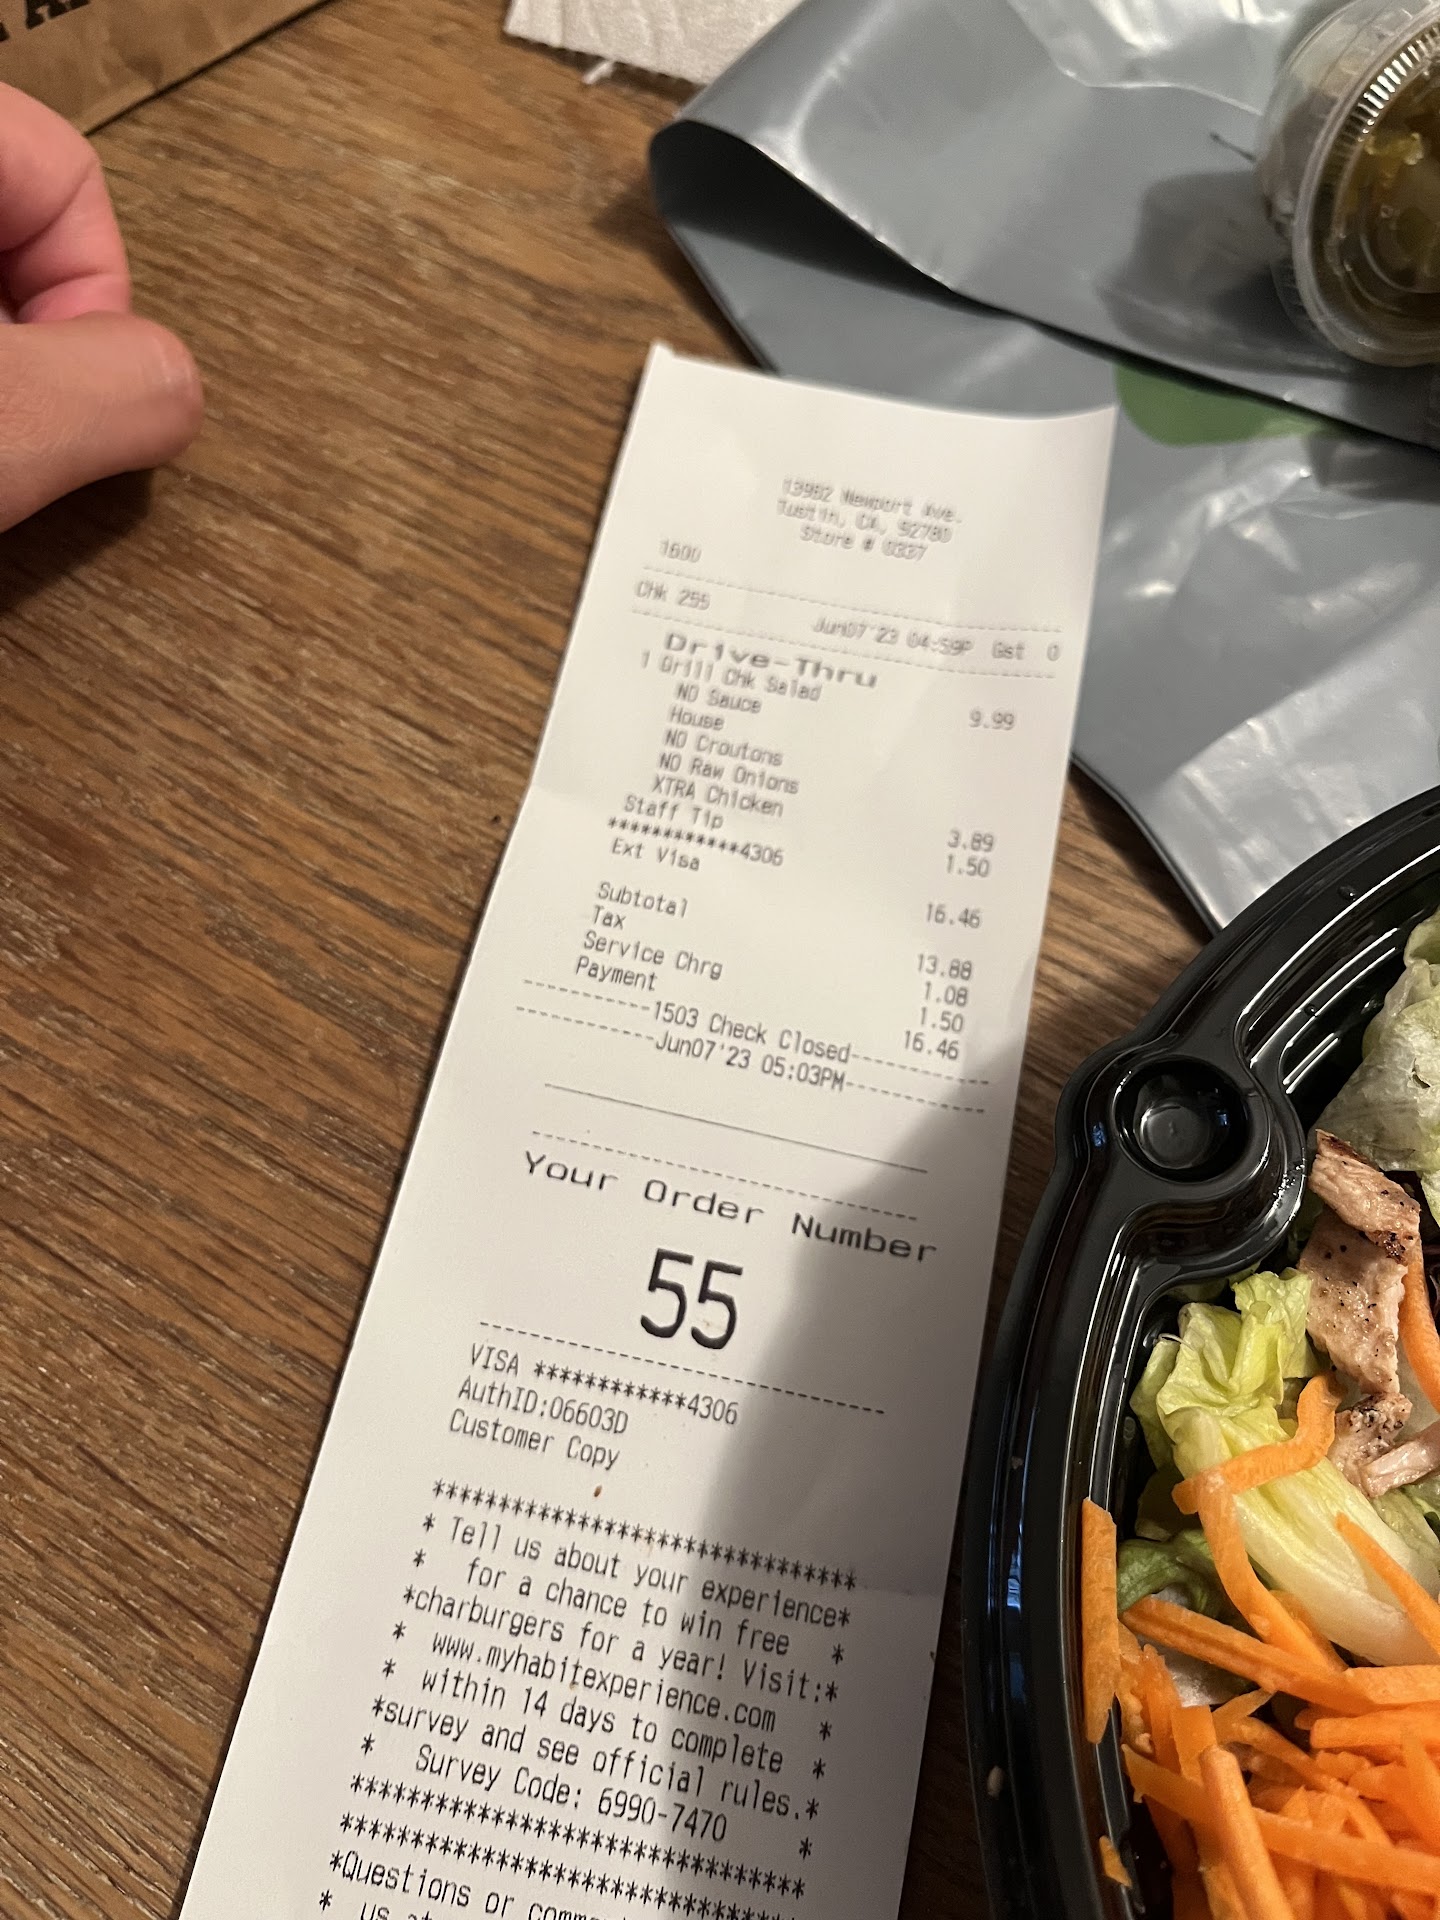 13982 Newport Ave.
Tustin, CA, 92780
Store # 0337
1600
Chk 255 Jun07'23 04:59P Gst 0
Drive-Thru
1 Grill Chk Salad 9.99
NO Sauce
House
NO Croutons
NO Raw Onions
XTRA Chicken 3.89
Staff Tip 1.50
************4306
Ext Visa 16.46
Subtotal 13.88
Tax 1.08
Service Chrg 1.50
Payment 16.46
-----------1503 Check Closed------------
------------Jun07'23 05:03PM------------
Your Order Number
55
VISA ************4306
AuthID:06603D
Customer Copy
***********************************
* Tell us about your experience*
* for a chance to win free *
*charburgers for a year! Visit:*
* www.myhabitexperience.com *
* within 14 days to complete *
*survey and see official rules.*
* Survey Code: 6990-7470 *
***********************************
***********************************
*Questions or
* us